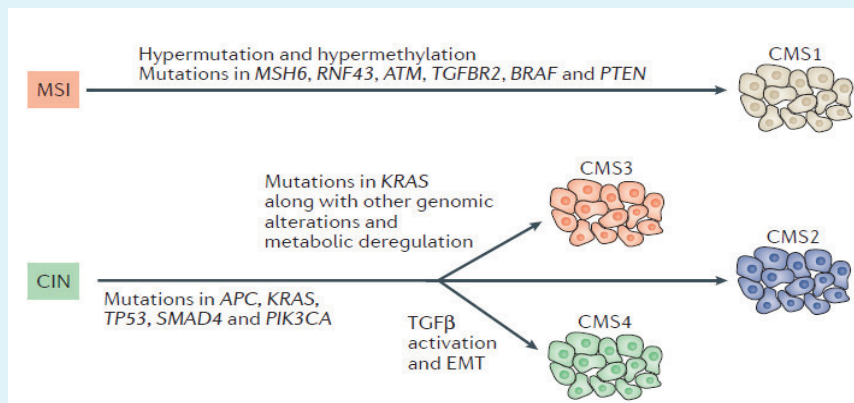 Hypermutation and hypermethylation
Mutations in MSH6, RNF43, ATM, TGFBR2, BRAF and PTEN
CMS1
MSI
Mutations in KRAS
along with other genomic
alterations and
metabolic deregulation
CMS3
CMS2
CIN
Mutations in APC, KRAS,
TP53, SMAD4 and PIK3CA
TGFβ
activation
and EMT
CMS4